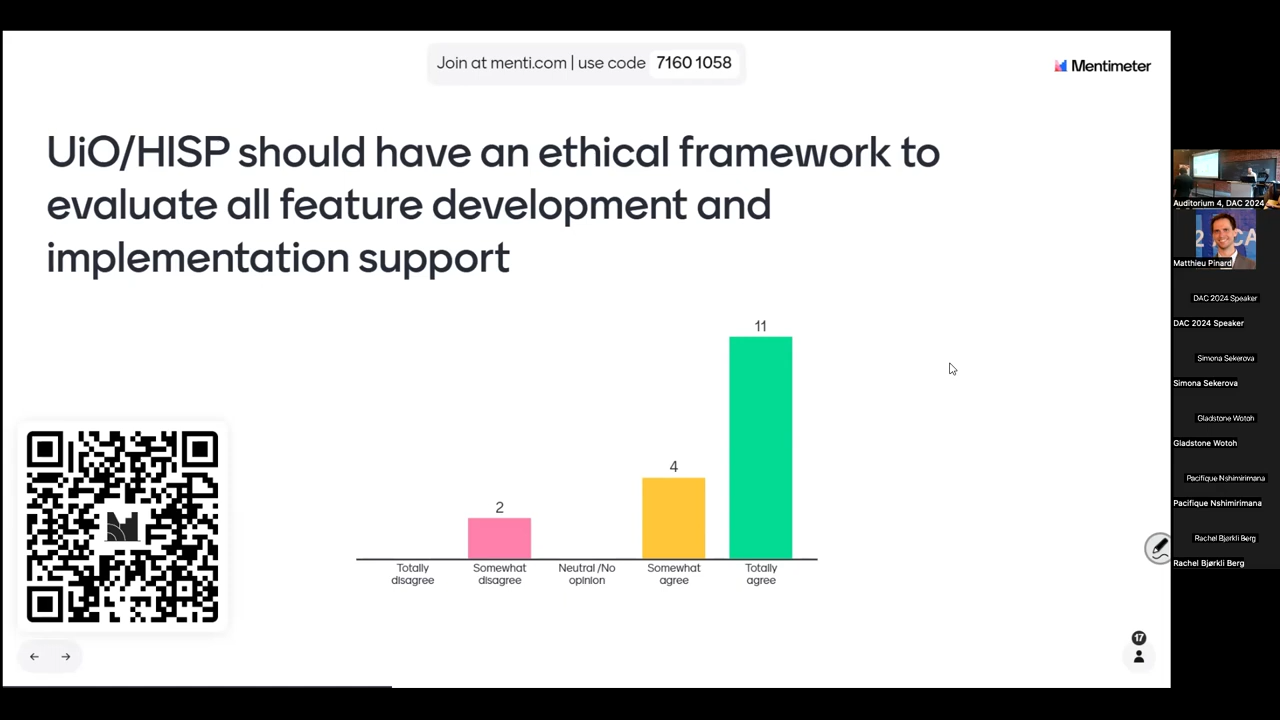 Join at menti.com | use code 7160 1058
Mentimeter
UiO/HISP should have an ethical framework to
evaluate all feature development and
implementation support
11
4
2
Totally
disagree
Somewhat
disagree
Neutral /No
opinion
Somewhat
agree
Totally
agree
17
Auditorium 4, DAC 2024
Matthieu Pinard
DAC 2024 Speaker
DAC 2024 Speaker
Simona Sekerova
Simona Sekerova
Gladstone Wotoh
Gladstone Wotoh
Pacifique Nshimirimana
Pacifique Nshimirimana
Rachel Bjørkli Berg
Rachel Bjørkli Berg